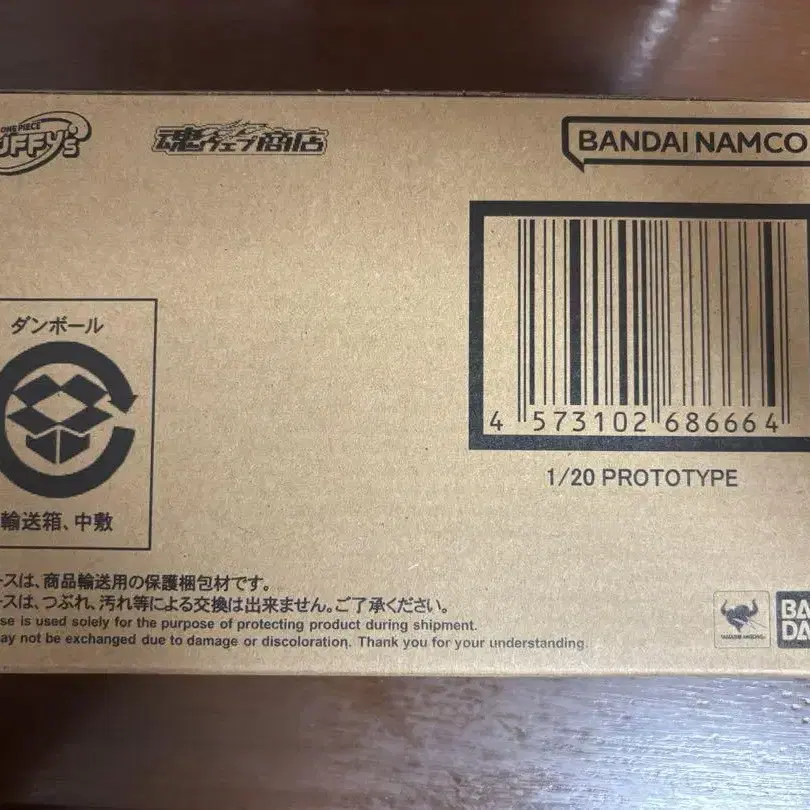 ONE PIECE
UFFY's
魂ウェブ商店
BANDAI NAMCO
ダンボール
4 573102 686664
1/20 PROTOTYPE
輸送箱、中敷
ースは、商品輸送用の保護梱包材です。
ースは、つぶれ、汚れ等による交換は出来ません。ご了承ください。
se is used solely for the purpose of protecting product during shipment.
may not be exchanged due to damage or discoloration. Thank you for your understanding.
TAMASHII NATIONS
BAN
DAI